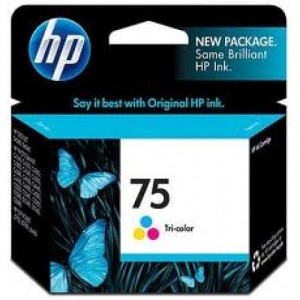 hp
NEW PACKAGE.
Same Brilliant
HP Ink.
Say it best with Original HP ink.
75
Tri-color